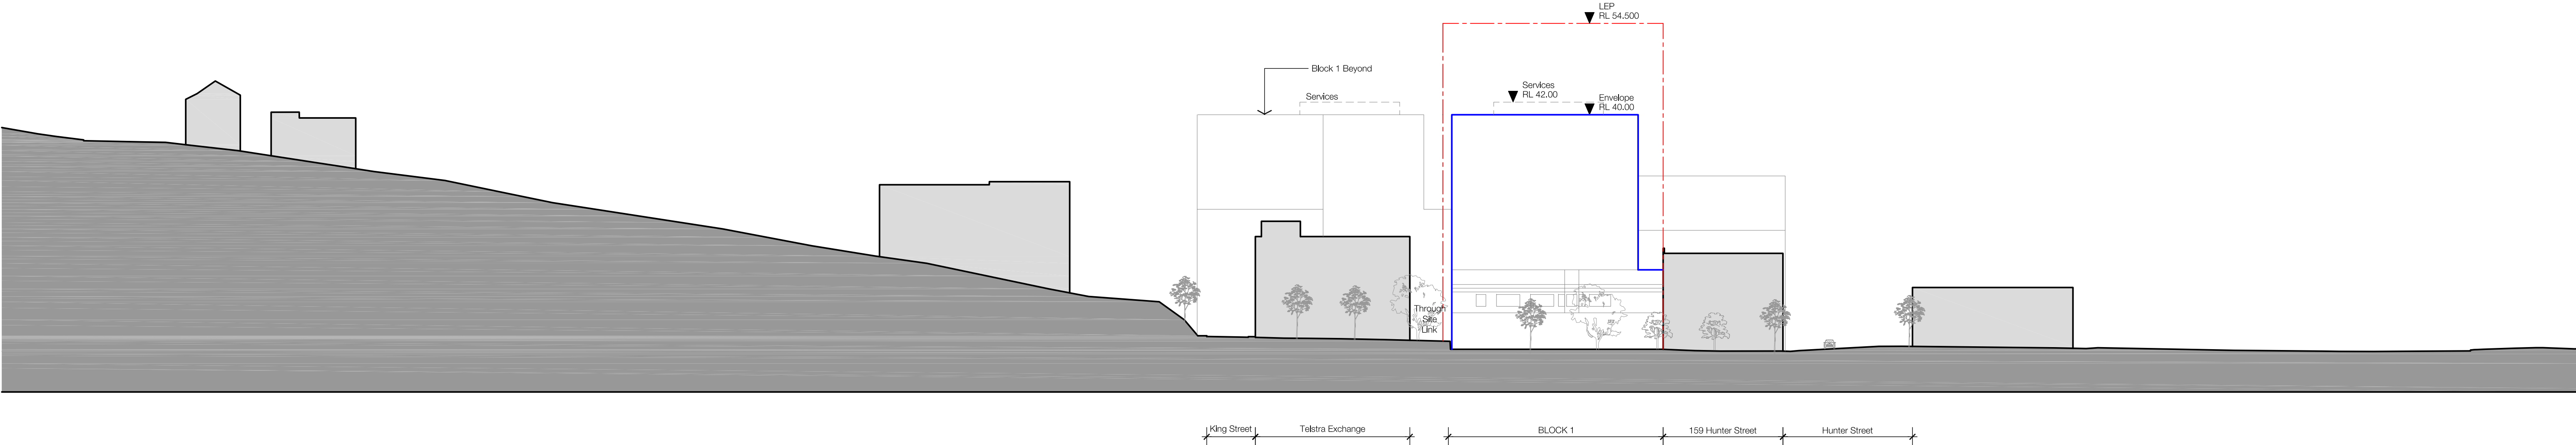 LEP
RL 54.500
Block 1 Beyond
Services
Services
RL 42.00
Envelope
RL 40.00
Through
Site
Link
King Street
Telstra Exchange
BLOCK 1
159 Hunter Street
Hunter Street